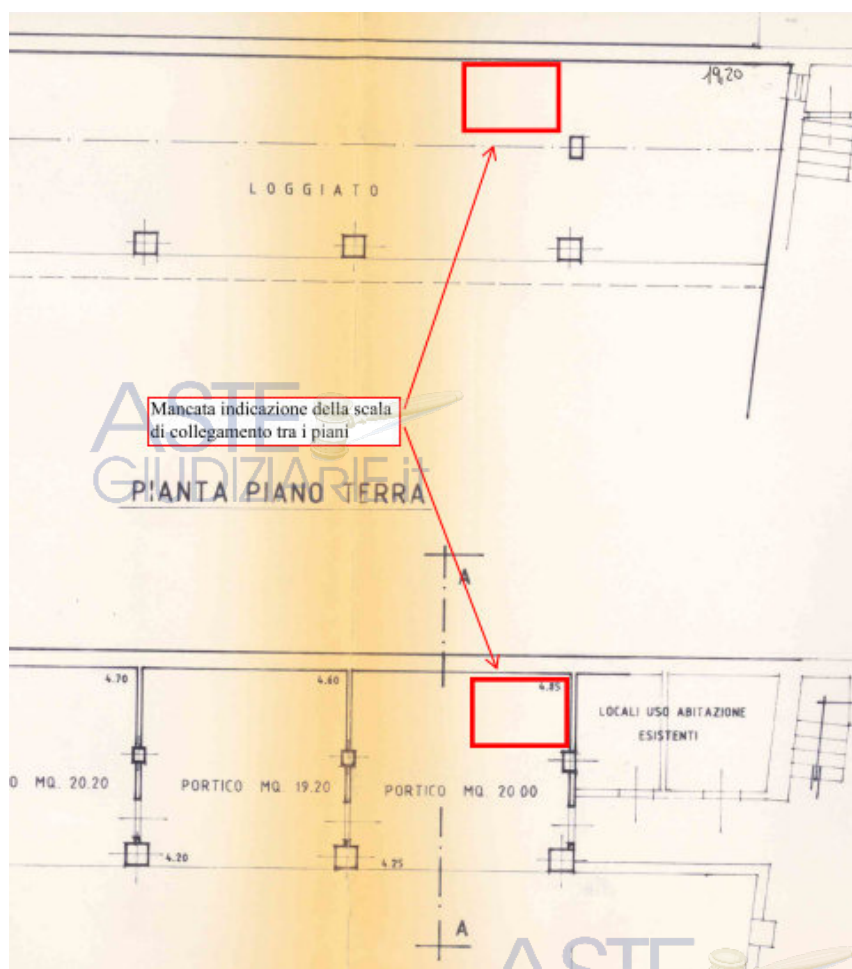 19,20
LOGGIATO
Mancata indicazione della scala
di collegamento tra i piani
ASTE
GIUDIZIARIE.it
PIANTA PIANO TERRA
A
4.70
4.60
4.85
LOCALI USO ABITAZIONE
ESISTENTI
O MQ. 20.20
PORTICO MQ. 19.20
PORTICO MQ. 20 00
4.20
4.25
A
ASTE